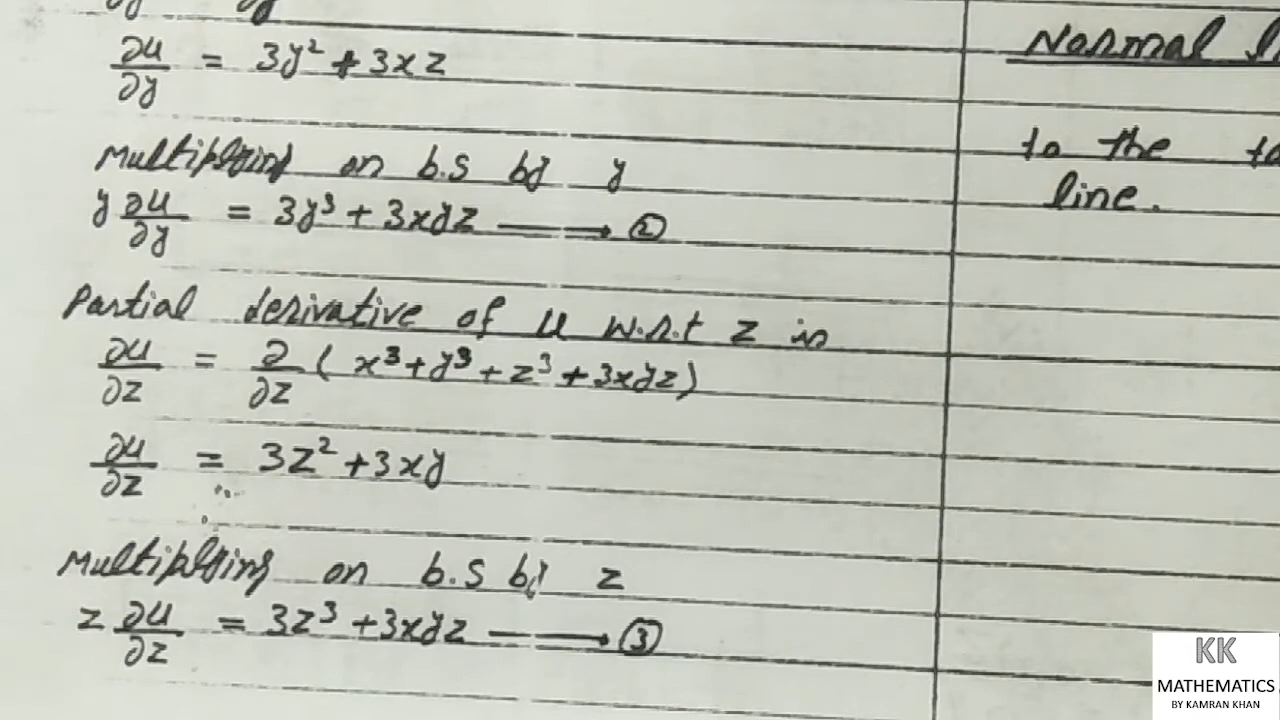 ∂u/∂y = 3y² + 3xz
Multiplying on b.s by y
y ∂u/∂y = 3y³ + 3xyz ⟶ ②
Partial derivative of u w.r.t z is
∂u/∂z = ∂/∂z ( x³ + y³ + z³ + 3xyz)
∂u/∂z = 3z² + 3xy
Multiplying on b.s by z
z ∂u/∂z = 3z³ + 3xyz ⟶ ③
Normal
to the
line.
KK
MATHEMATICS
BY KAMRAN KHAN